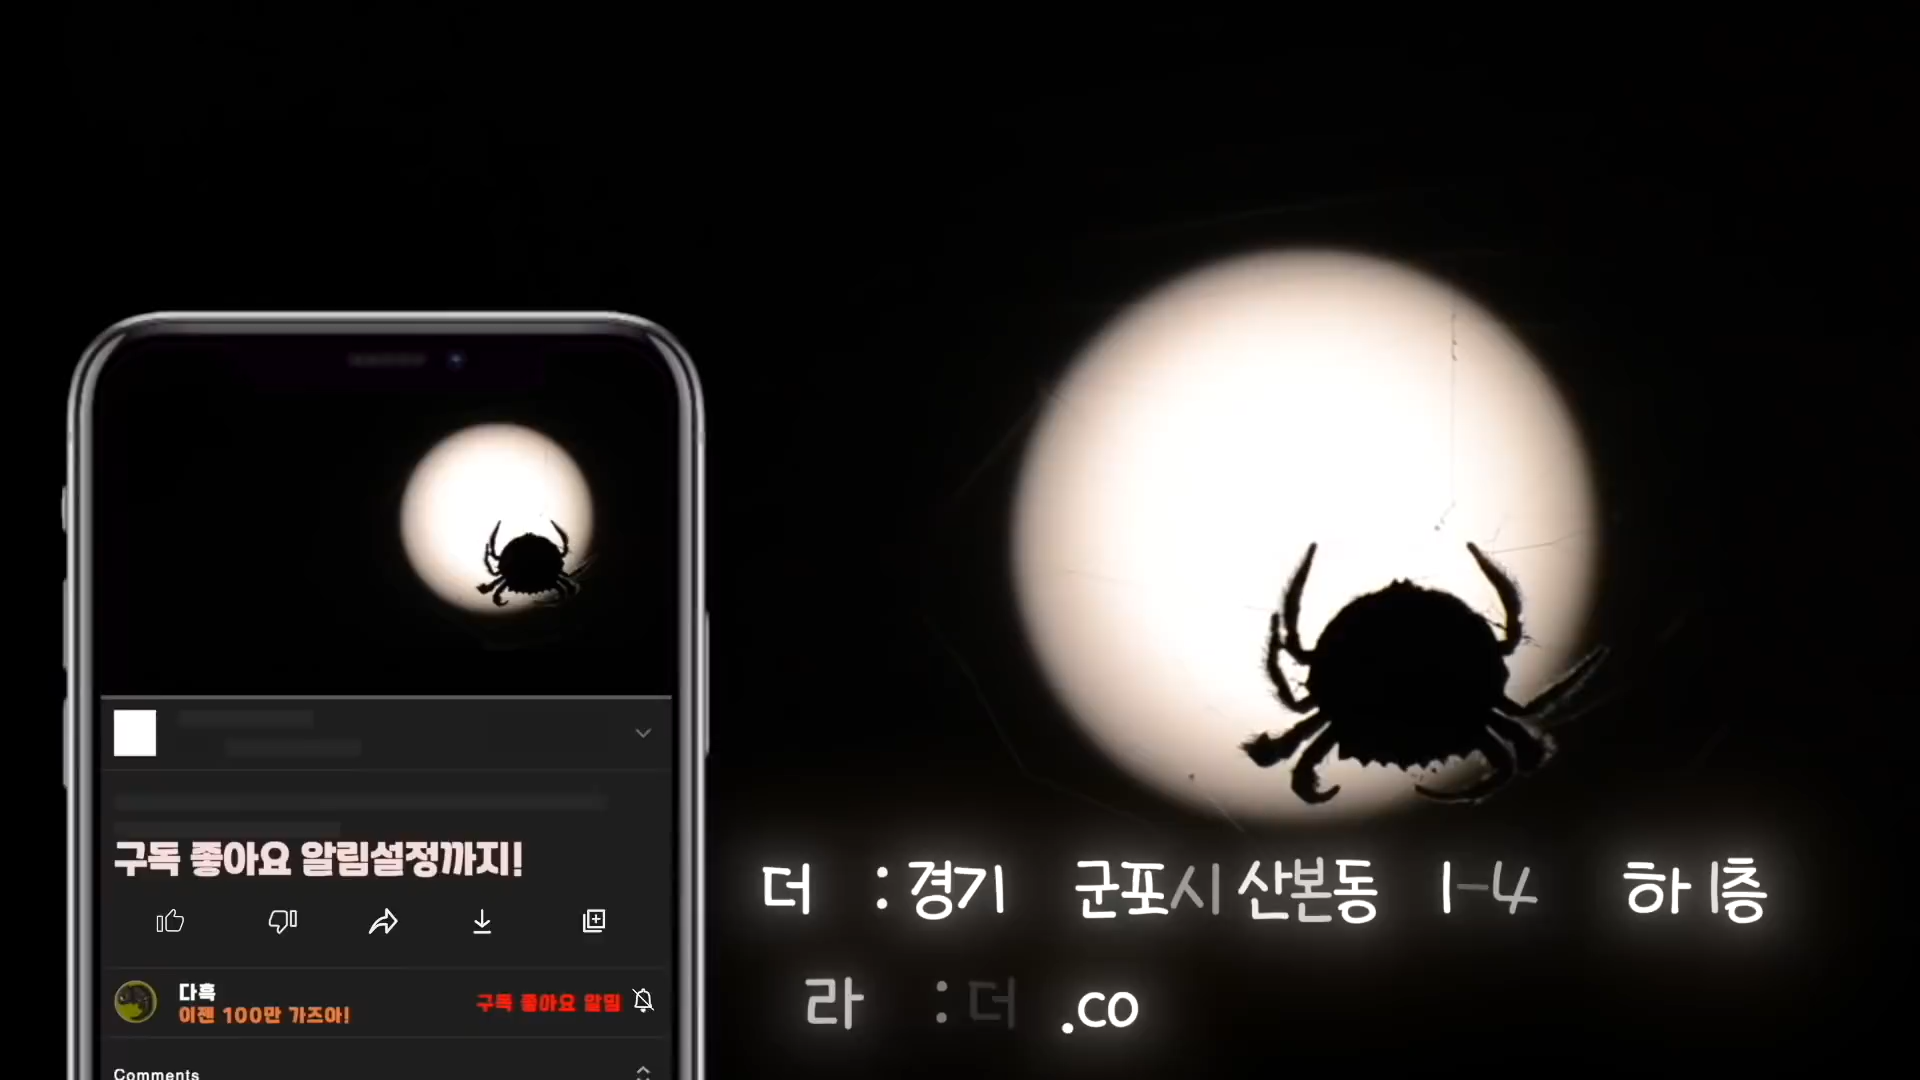 구독 좋아요 알림설정까지!
다흑
이젠 100만 가즈아!
구독 좋아요 알림
Comments
더 : 경기 군포시 산본동 1-4 하 1층
라 : 더 .co